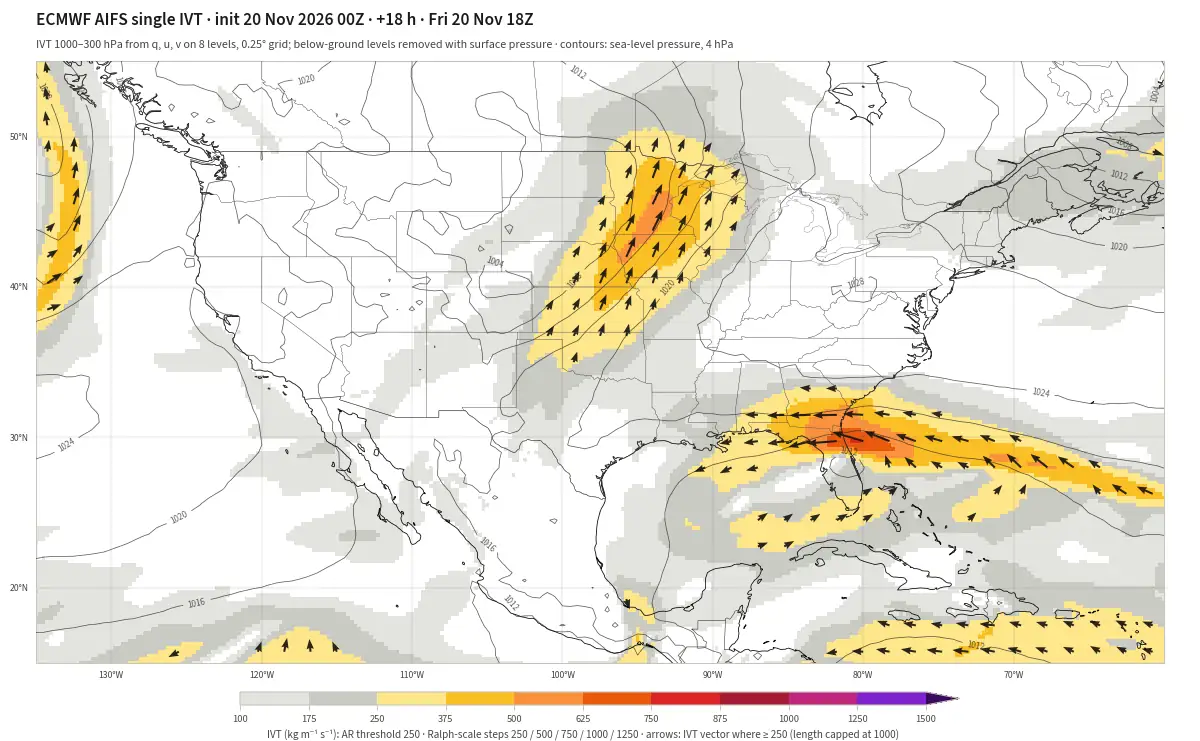 ECMWF AIFS single IVT · init 20 Nov 2026 00Z · +18 h · Fri 20 Nov 18Z
IVT 1000–300 hPa from q, u, v on 8 levels, 0.25° grid; below-ground levels removed with surface pressure · contours: sea-level pressure, 4 hPa
1020
1012
1004
50°N
1012
1016
1020
1004
1028
1020
40°N
1024
30°N
1024
1020
1016
20°N
1016
1012
1012
130°W 120°W 110°W 100°W 90°W 80°W 70°W
100 175 250 375 500 625 750 875 1000 1250 1500
IVT (kg m⁻¹ s⁻¹): AR threshold 250 · Ralph-scale steps 250 / 500 / 750 / 1000 / 1250 · arrows: IVT vector where ≥ 250 (length capped at 1000)